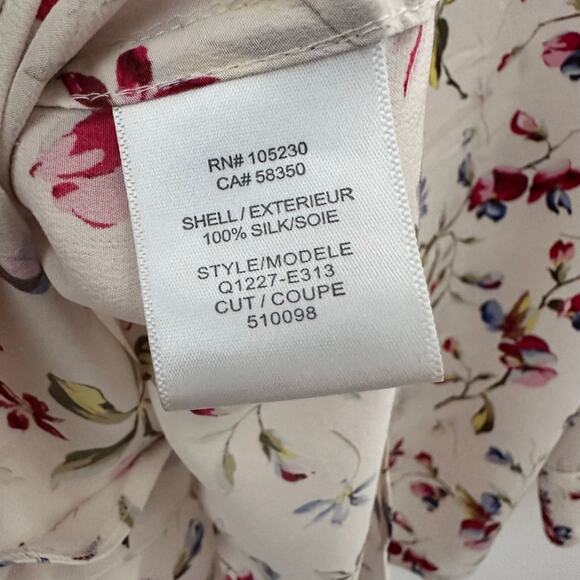 RN# 105230
CA# 58350
SHELL / EXTERIEUR
100% SILK/SOIE
STYLE/MODELE
Q1227-E313
CUT / COUPE
510098